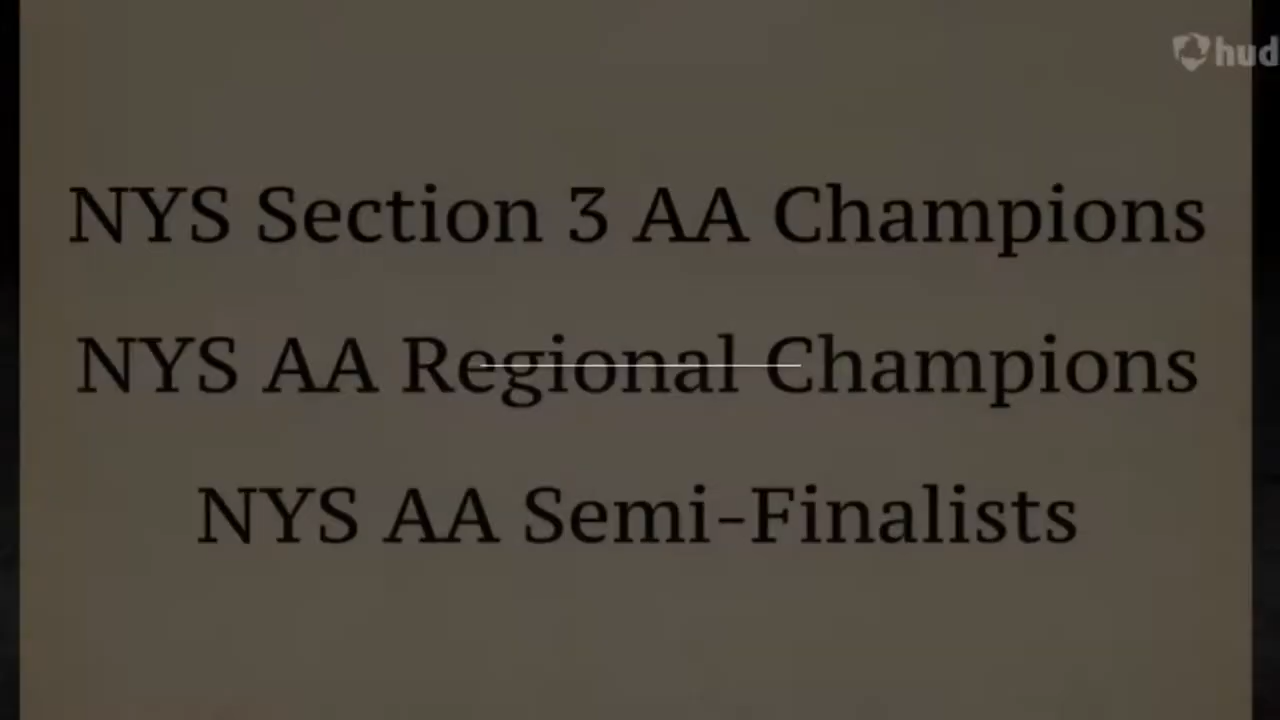 hud
NYS Section 3 AA Champions
NYS AA Regional Champions
NYS AA Semi-Finalists